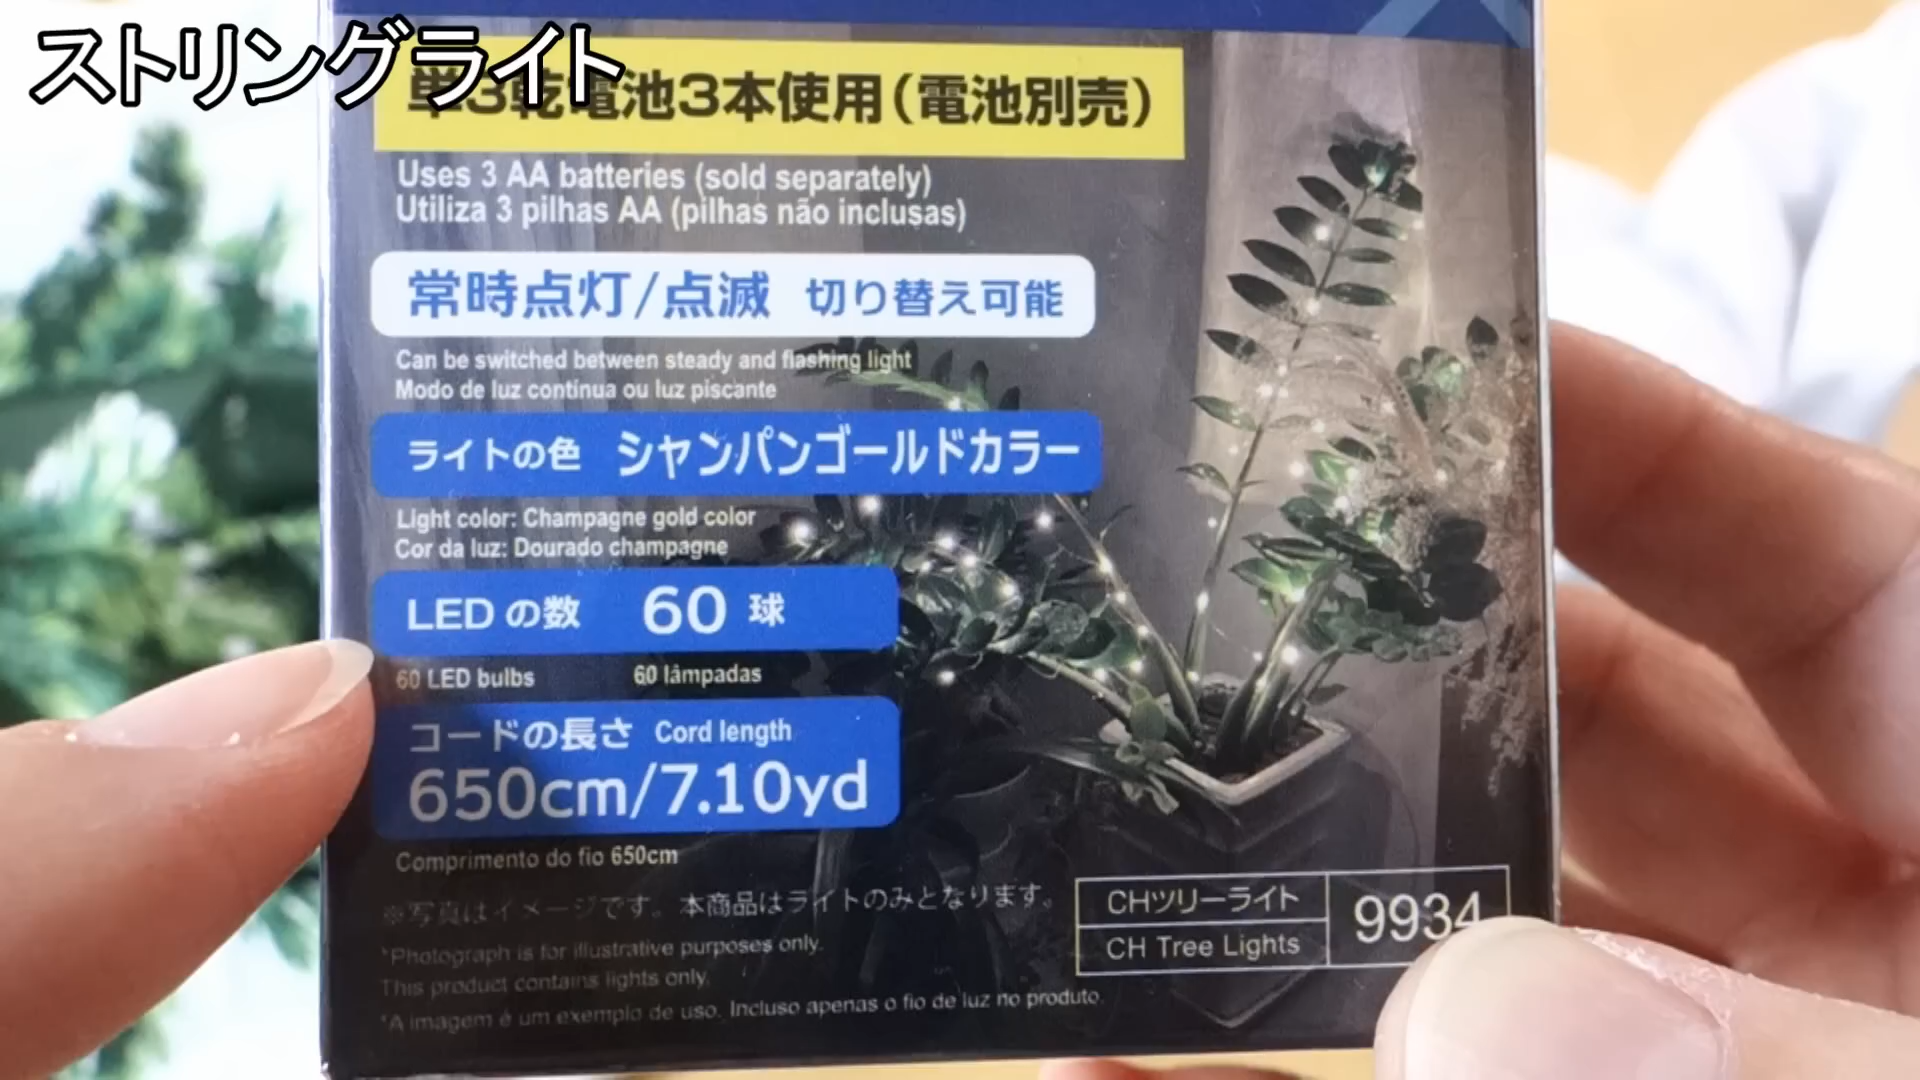 ストリングライト
単3乾電池3本使用(電池別売)
Uses 3 AA batteries (sold separately)
Utiliza 3 pilhas AA (pilhas não inclusas)
常時点灯/点滅 切り替え可能
Can be switched between steady and flashing light
Modo de luz contínua ou luz piscante
ライトの色 シャンパンゴールドカラー
Light color: Champagne gold color
Cor da luz: Dourado champagne
LEDの数 60球
60 LED bulbs 60 lâmpadas
コードの長さ Cord length
650cm/7.10yd
Comprimento do fio 650cm
※写真はイメージです。本商品はライトのみとなります。
*Photograph is for illustrative purposes only.
This product contains lights only.
*A imagem é um exemplo de uso. Incluso apenas o fio de luz no produto.
CHツリーライト
CH Tree Lights
9934